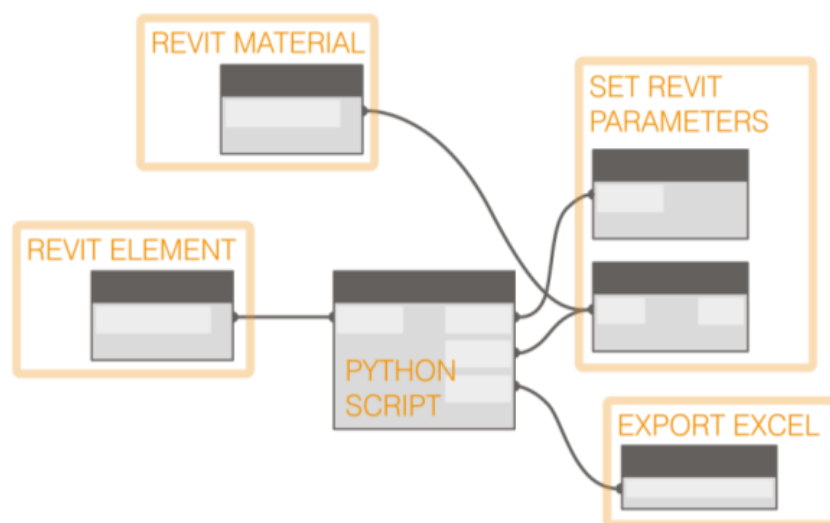 REVIT MATERIAL
SET REVIT
PARAMETERS
REVIT ELEMENT
PYTHON
SCRIPT
EXPORT EXCEL